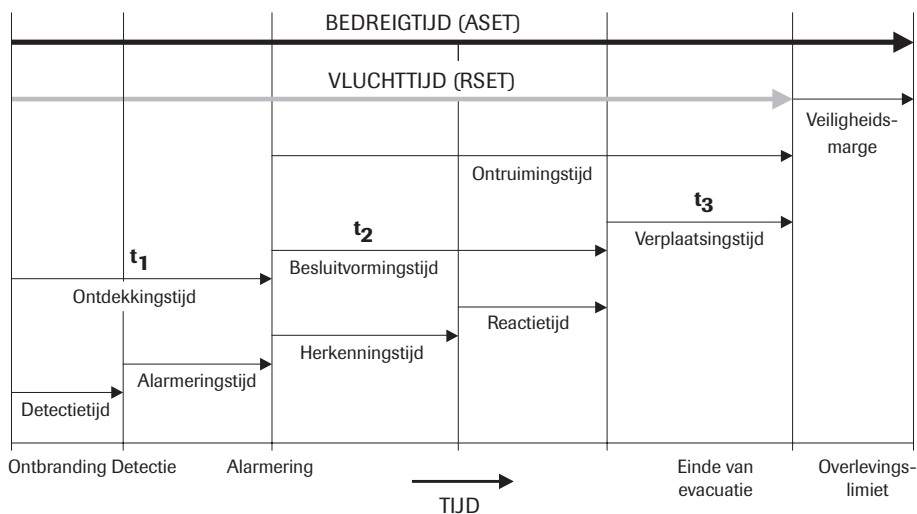 BEDREIGTIJD (ASET)
VLUCHTTIJD (RSET)
Veiligheids-
marge
Ontruimingstijd
t3
Verplaatsingstijd
t2
Besluitvormingstijd
t1
Ontdekkingstijd
Reactietijd
Herkenningstijd
Alarmeringstijd
Detectietijd
Ontbranding Detectie Alarmering Einde van Overlevings-
evacuatie limiet
TIJD